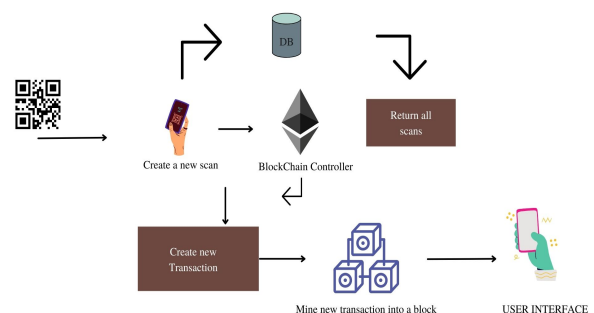 DB
Return all
scans
Create a new scan
BlockChain Controller
Create new
Transaction
Mine new transaction into a block
USER INTERFACE